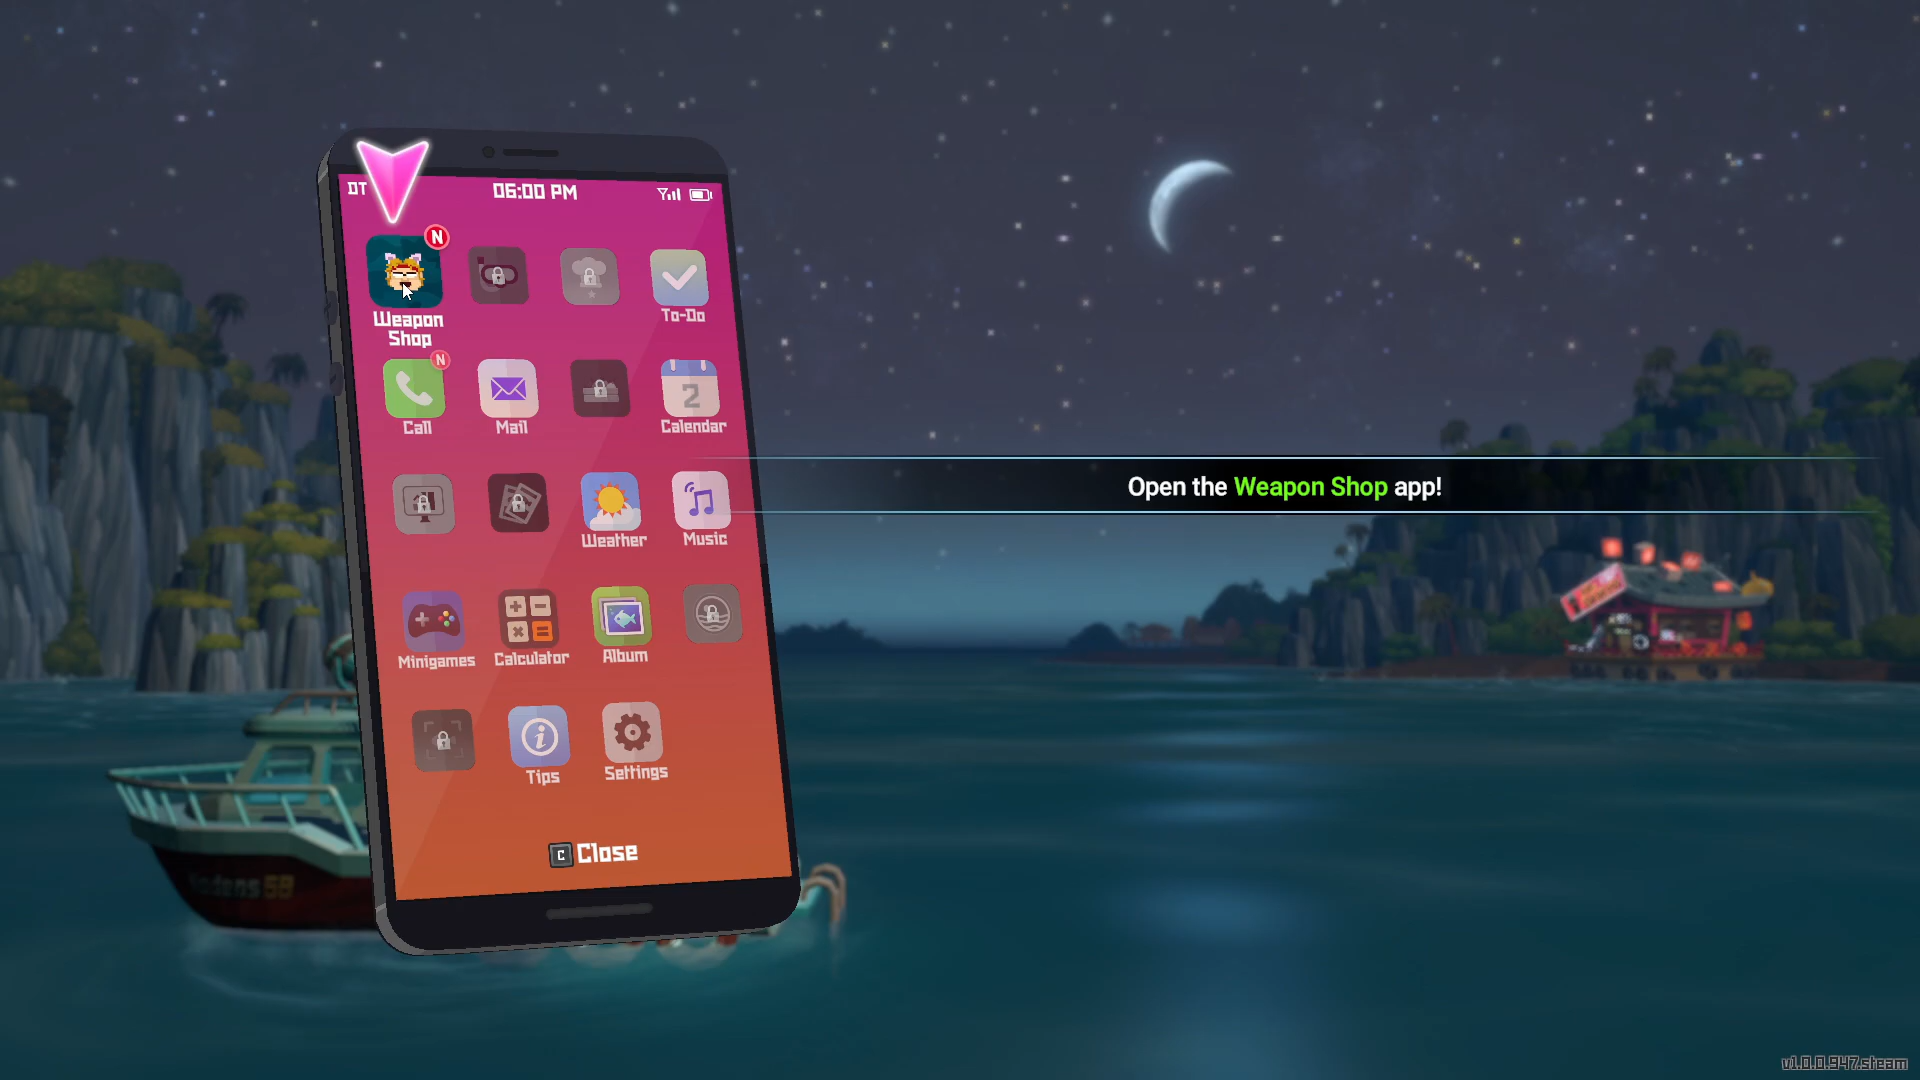 DT
06:00 PM
N
Weapon
Shop
To-Do
N
Call
Mail
2
Calendar
Weather
Music
Minigames
Calculator
Album
Tips
Settings
C Close
Open the Weapon Shop app!
v1.0.0.947.steam